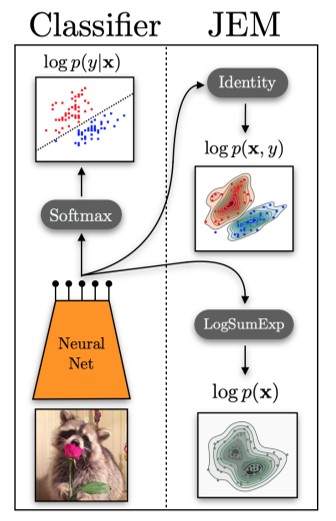 Classifier
JEM
log p(y|x)
Softmax
Neural
Net
Identity
log p(x, y)
LogSumExp
log p(x)